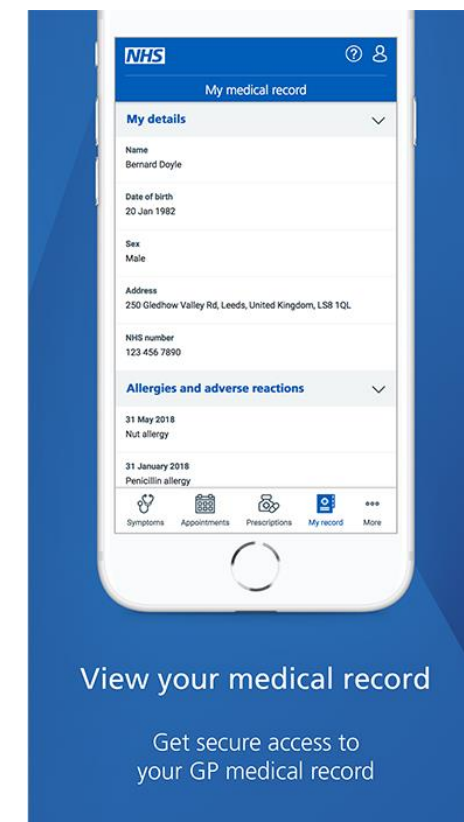 NHS
My medical record
My details
Name
Bernard Doyle
Date of birth
20 Jan 1982
Sex
Male
Address
250 Gledhow Valley Rd, Leeds, United Kingdom, LS8 1QL
NHS number
123 456 7890
Allergies and adverse reactions
31 May 2018
Nut allergy
31 January 2018
Penicillin allergy
Symptoms Appointments Prescriptions My record More
View your medical record
Get secure access to
your GP medical record